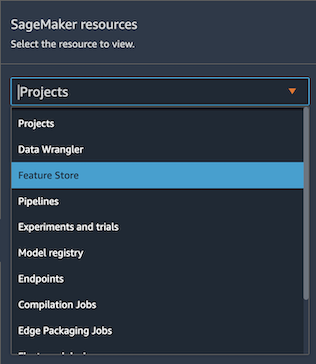 SageMaker resources
Select the resource to view.
Projects
Projects
Data Wrangler
Feature Store
Pipelines
Experiments and trials
Model registry
Endpoints
Compilation Jobs
Edge Packaging Jobs